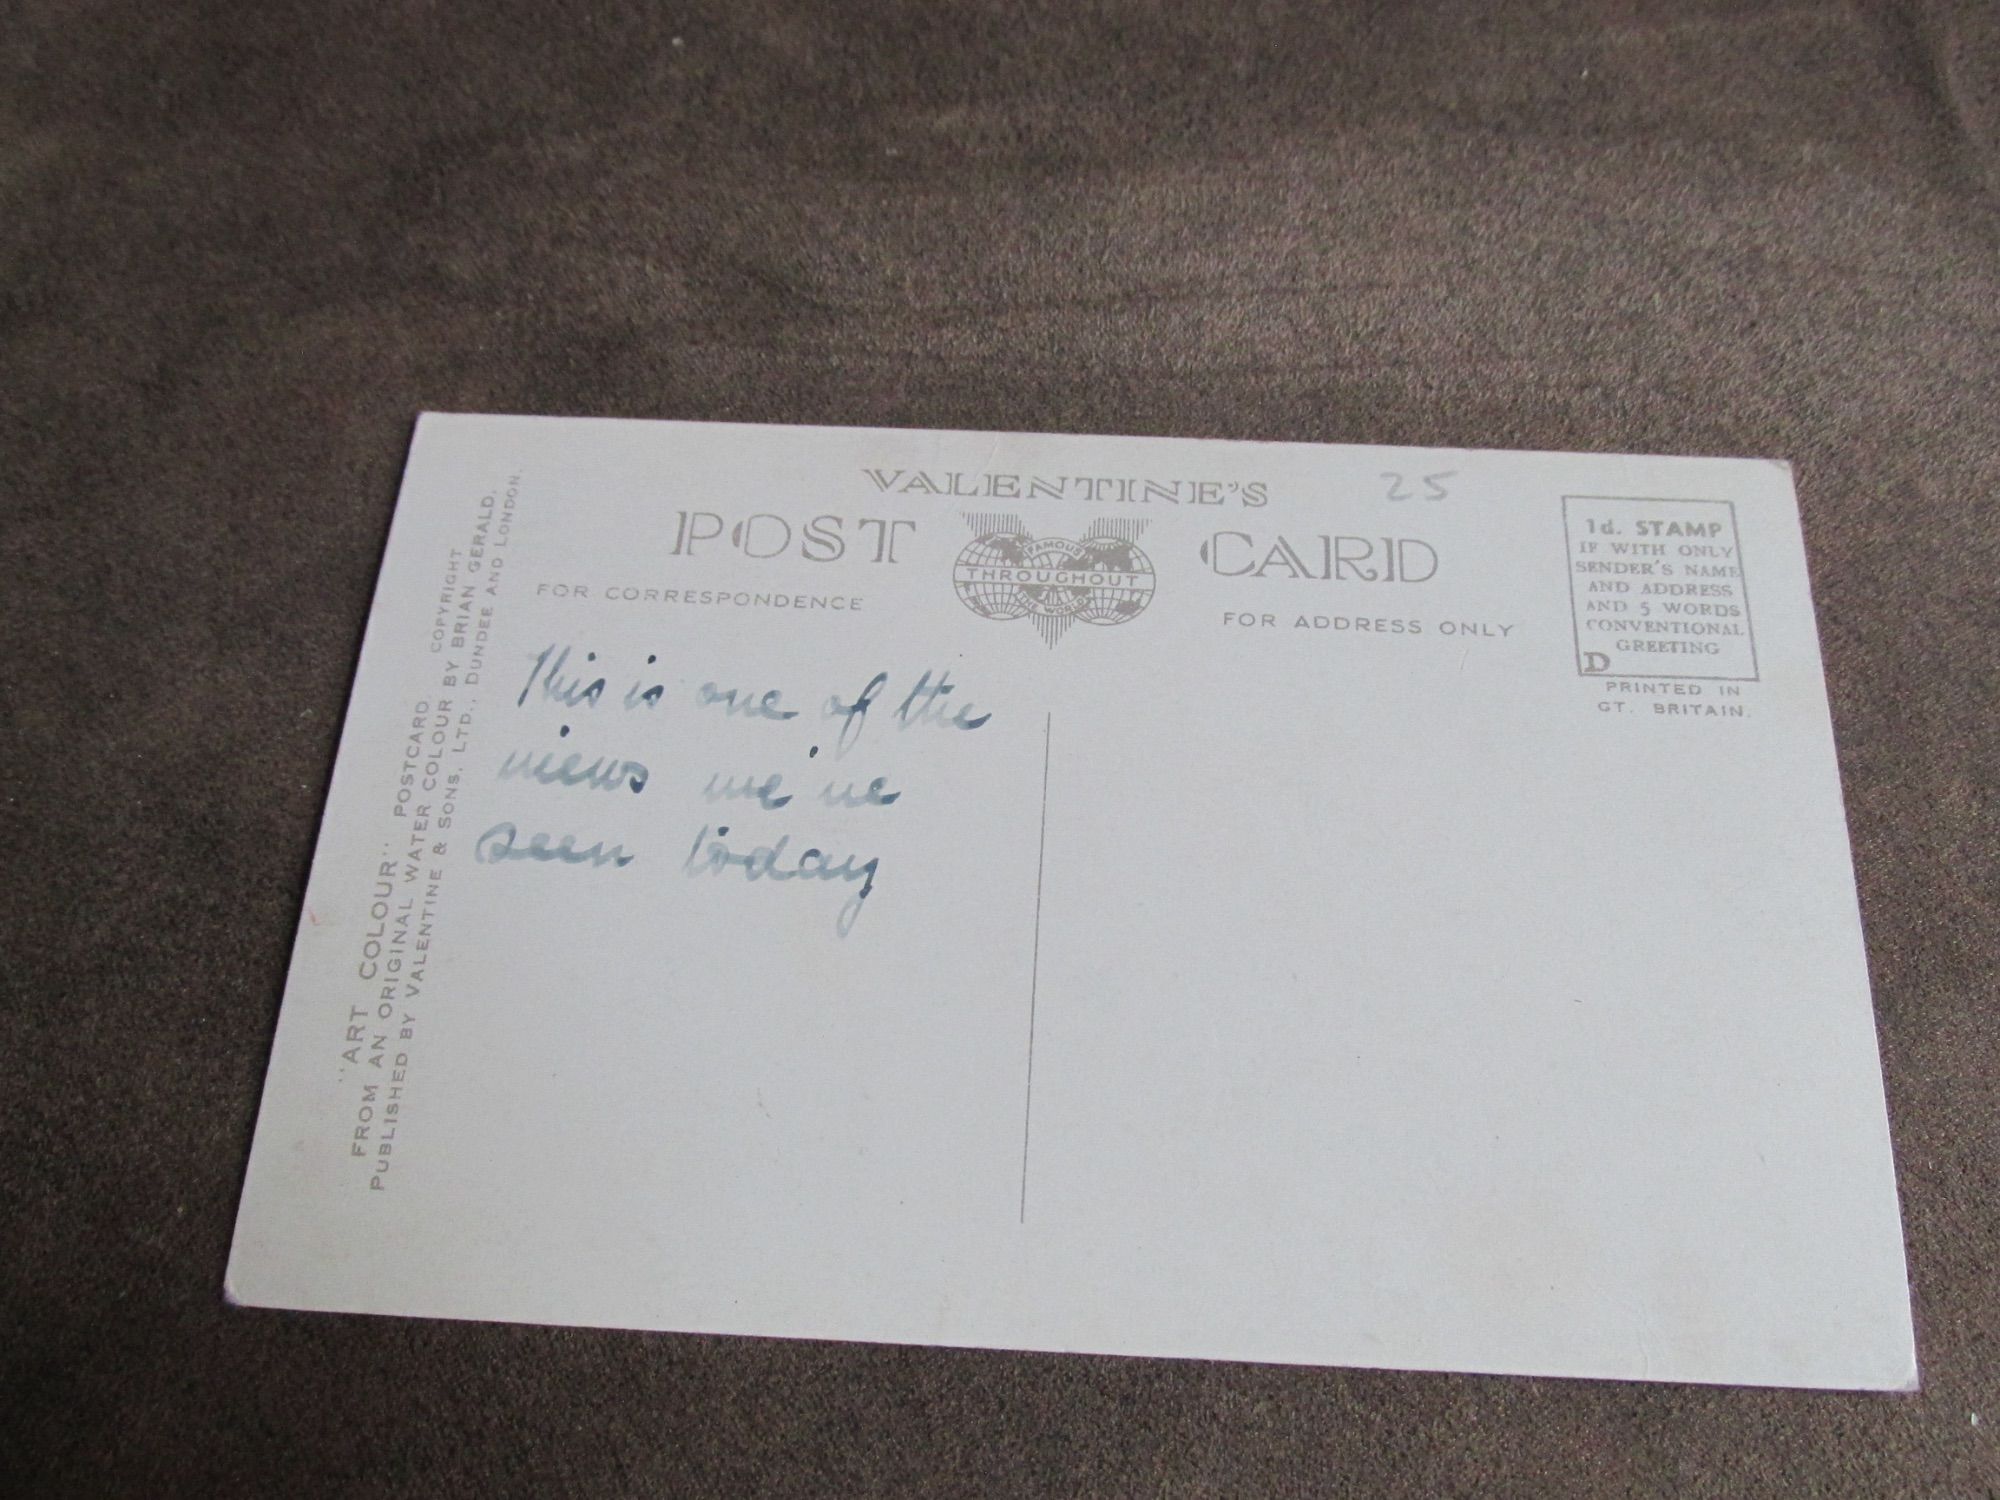 VALENTINE'S
25
POST CARD
FAMOUS
THROUGHOUT
THE WORLD
FOR CORRESPONDENCE
FOR ADDRESS ONLY
1d. STAMP
IF WITH ONLY
SENDER'S NAME
AND ADDRESS
AND 5 WORDS
CONVENTIONAL
GREETING
D
PRINTED IN
GT. BRITAIN.
This is one of the
views we've
seen today
"ART COLOUR" POSTCARD. COPYRIGHT
FROM AN ORIGINAL WATER COLOUR BY BRIAN GERALD.
PUBLISHED BY VALENTINE & SONS, LTD., DUNDEE AND LONDON.